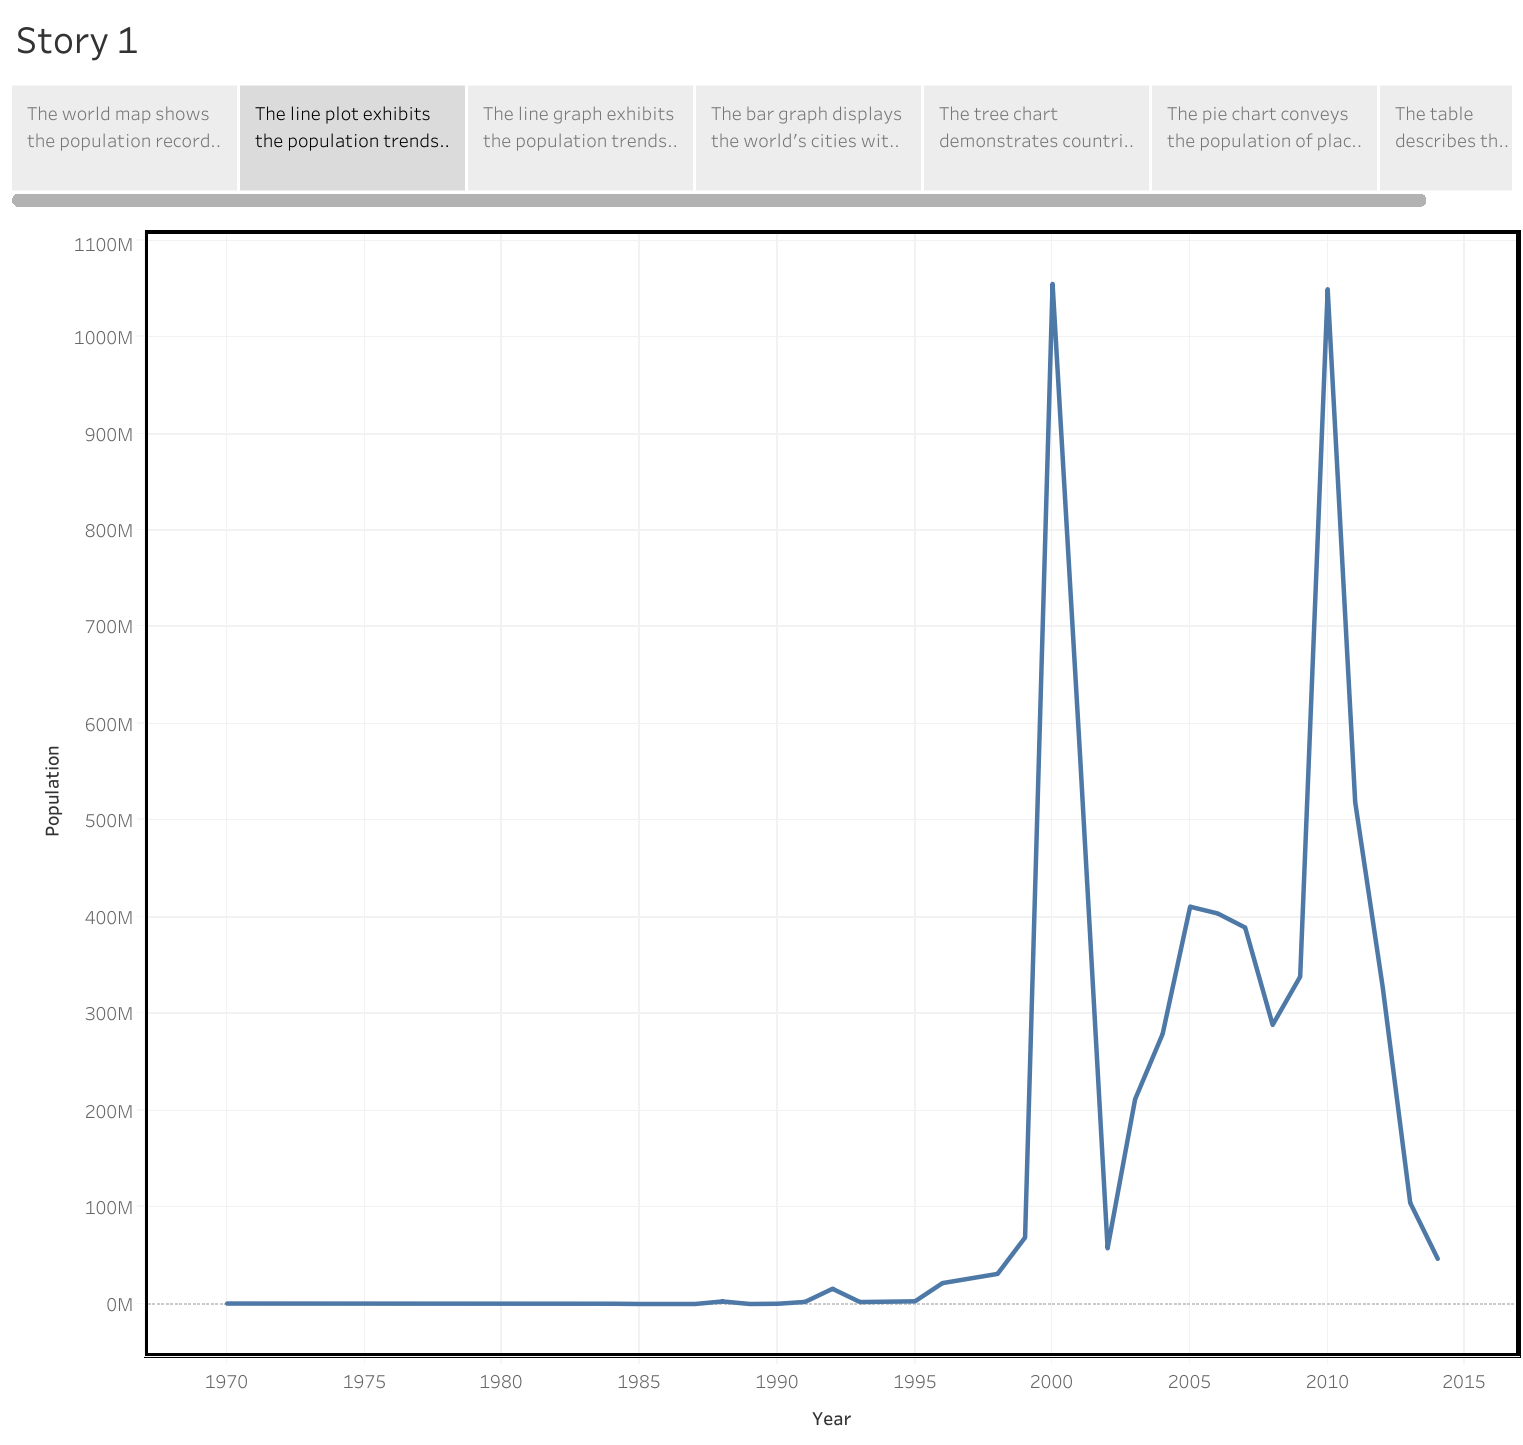 Story 1
The world map shows
the population record..
The line plot exhibits
the population trends..
The line graph exhibits
the population trends..
The bar graph displays
the world's cities wit..
The tree chart
demonstrates countri..
The pie chart conveys
the population of plac..
The table
describes th..
1100M
1000M
900M
800M
700M
600M
500M
400M
300M
200M
100M
0M
Population
1970 1975 1980 1985 1990 1995 2000 2005 2010 2015
Year